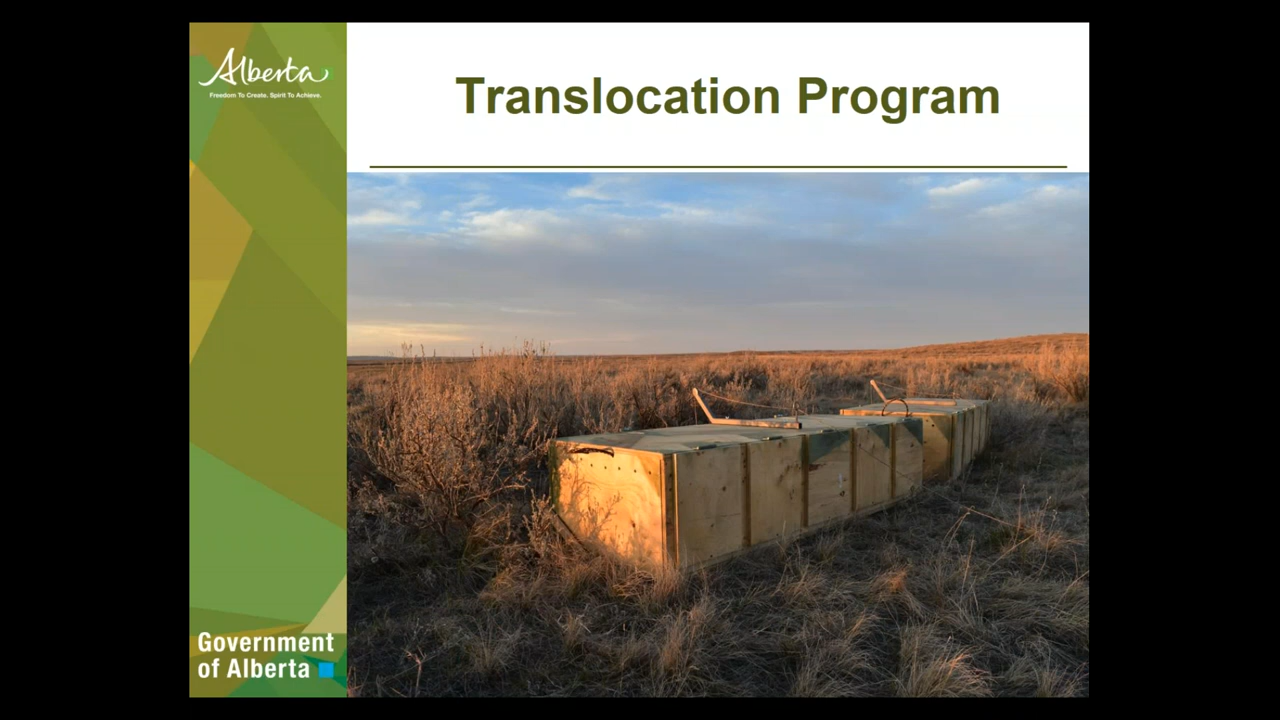 Alberta
Freedom To Create. Spirit To Achieve.
Translocation Program
Government
of Alberta